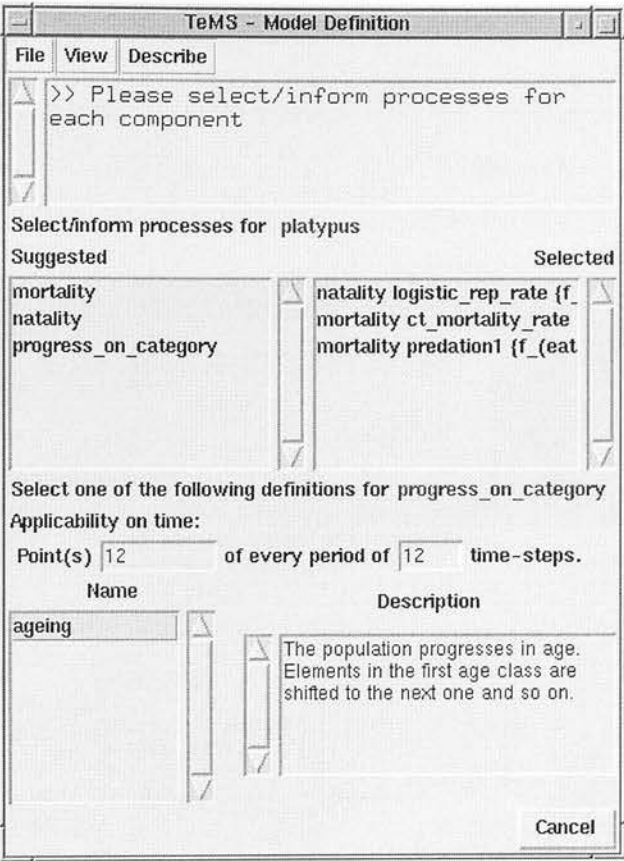 TeMS - Model Definition
File View Describe
>> Please select/inform processes for
each component
Select/inform processes for platypus
Suggested Selected
mortality
natality
progress_on_category
natality logistic_rep_rate {f_
mortality ct_mortality_rate
mortality predation1 {f_(eat
Select one of the following definitions for progress_on_category
Applicability on time:
Point(s) 12 of every period of 12 time-steps.
Name
ageing
Description
The population progresses in age.
Elements in the first age class are
shifted to the next one and so on.
Cancel